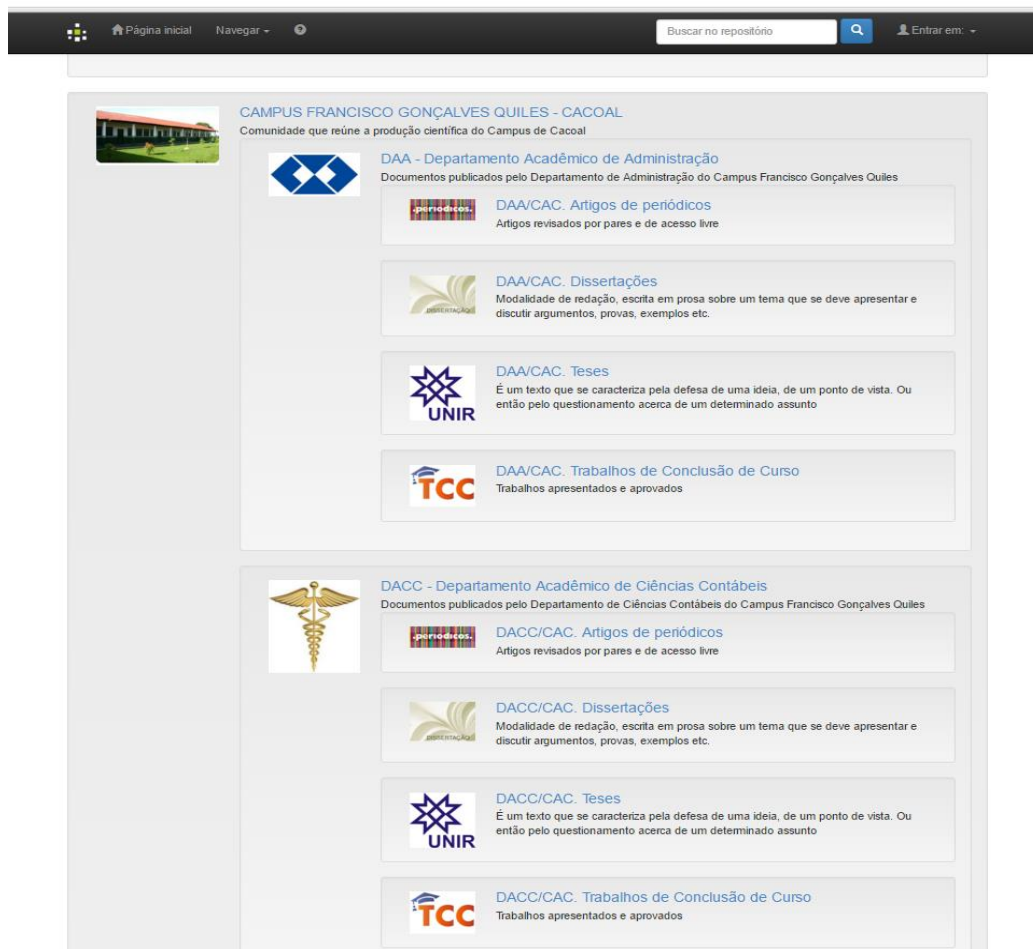 Página inicial
Navegar
Buscar no repositório
Entrar em:
CAMPUS FRANCISCO GONÇALVES QUILES - CACOAL
Comunidade que reúne a produção científica do Campus de Cacoal
DAA - Departamento Acadêmico de Administração
Documentos publicados pelo Departamento de Administração do Campus Francisco Gonçalves Quiles
.periodicos.
DAA/CAC. Artigos de periódicos
Artigos revisados por pares e de acesso livre
DISSERTAÇÃO
DAA/CAC. Dissertações
Modalidade de redação, escrita em prosa sobre um tema que se deve apresentar e
discutir argumentos, provas, exemplos etc.
UNIR
DAA/CAC. Teses
É um texto que se caracteriza pela defesa de uma ideia, de um ponto de vista. Ou
então pelo questionamento acerca de um determinado assunto
TCC
DAA/CAC. Trabalhos de Conclusão de Curso
Trabalhos apresentados e aprovados
DACC - Departamento Acadêmico de Ciências Contábeis
Documentos publicados pelo Departamento de Ciências Contábeis do Campus Francisco Gonçalves Quiles
.periodicos.
DACC/CAC. Artigos de periódicos
Artigos revisados por pares e de acesso livre
DISSERTAÇÃO
DACC/CAC. Dissertações
Modalidade de redação, escrita em prosa sobre um tema que se deve apresentar e
discutir argumentos, provas, exemplos etc.
UNIR
DACC/CAC. Teses
É um texto que se caracteriza pela defesa de uma ideia, de um ponto de vista. Ou
então pelo questionamento acerca de um determinado assunto
TCC
DACC/CAC. Trabalhos de Conclusão de Curso
Trabalhos apresentados e aprovados